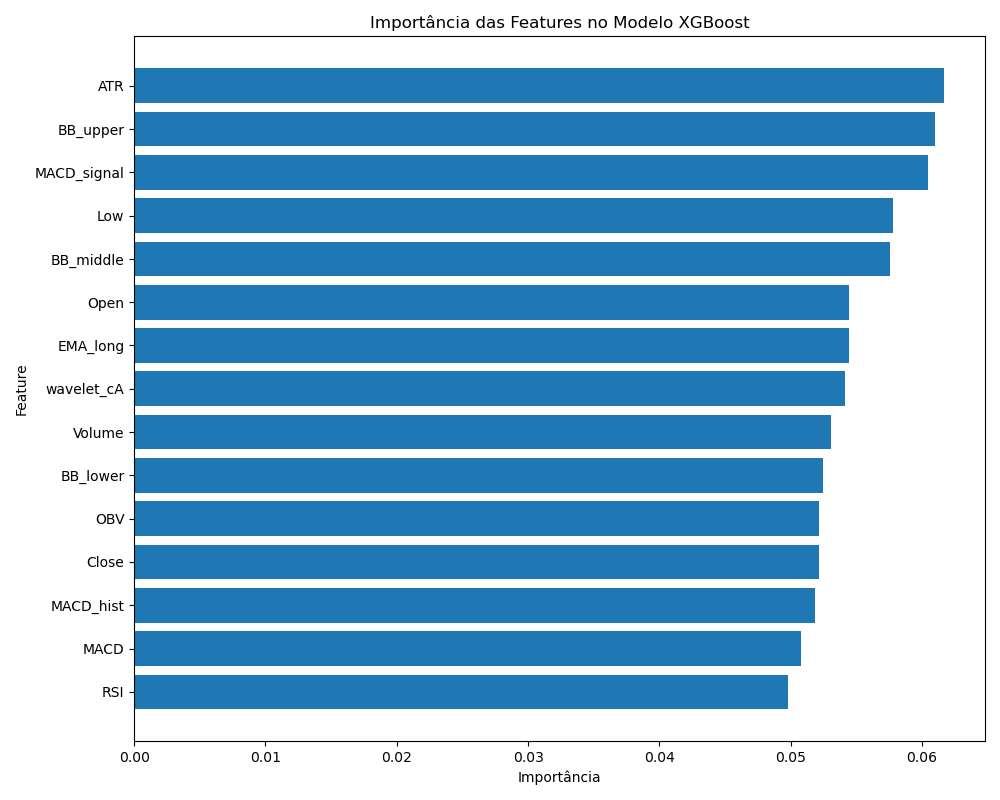 Importância das Features no Modelo XGBoost
Feature
ATR
BB_upper
MACD_signal
Low
BB_middle
Open
EMA_long
wavelet_cA
Volume
BB_lower
OBV
Close
MACD_hist
MACD
RSI
0.00 0.01 0.02 0.03 0.04 0.05 0.06
Importância